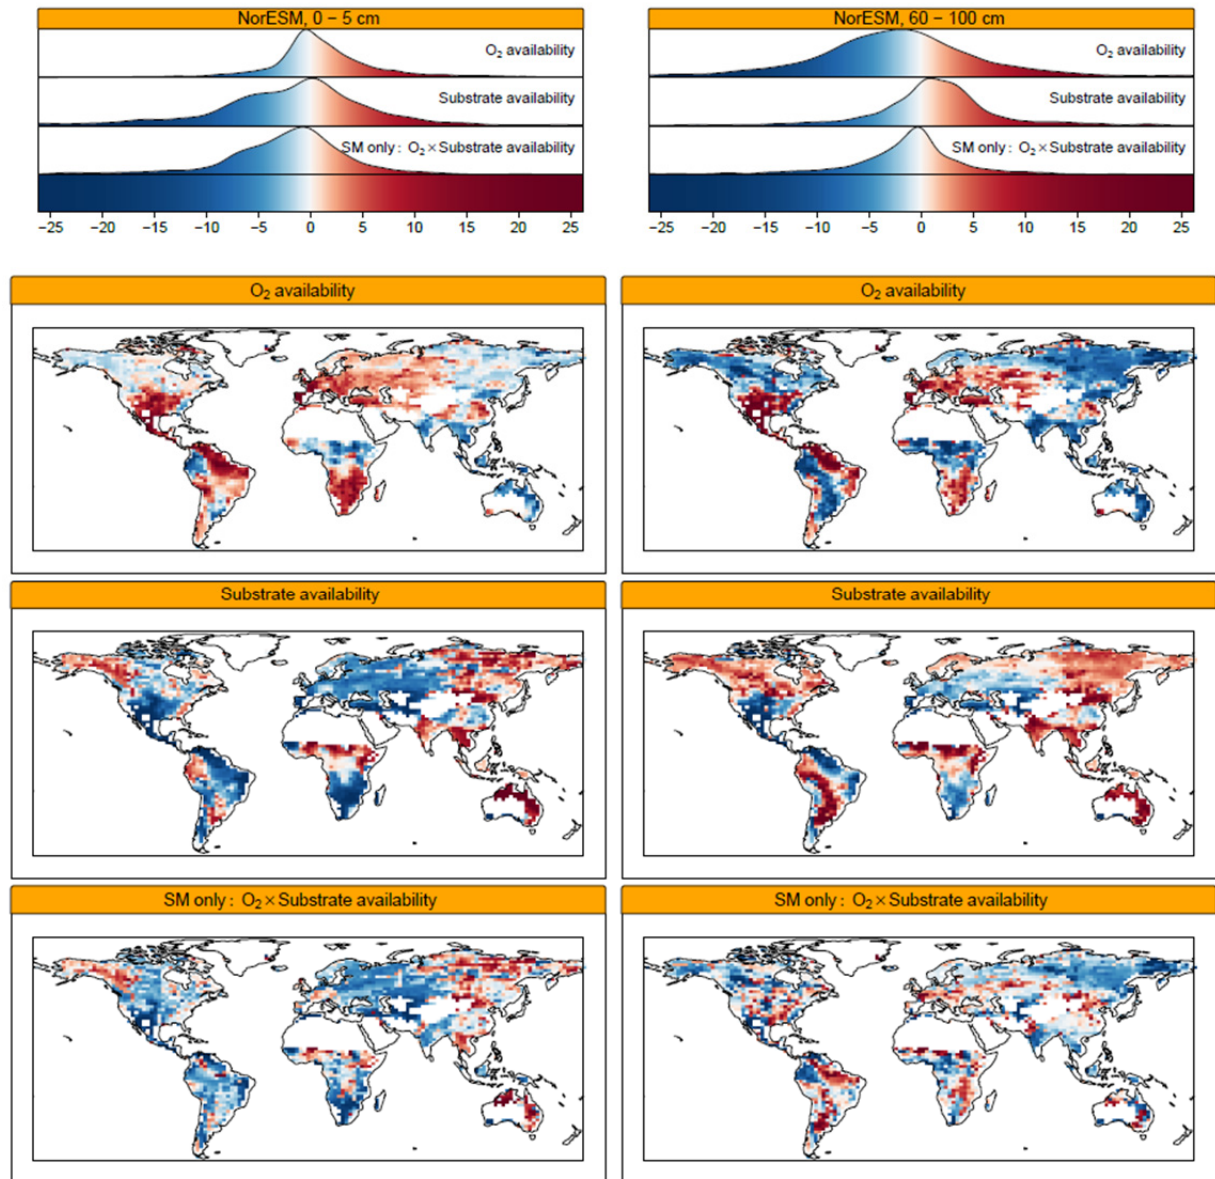 NorESM, 0 − 5 cm
O₂ availability
Substrate availability
SM only : O₂ × Substrate availability
−25 −20 −15 −10 −5 0 5 10 15 20 25
NorESM, 60 − 100 cm
O₂ availability
Substrate availability
SM only : O₂ × Substrate availability
−25 −20 −15 −10 −5 0 5 10 15 20 25
O₂ availability
O₂ availability
Substrate availability
Substrate availability
SM only : O₂ × Substrate availability
SM only : O₂ × Substrate availability